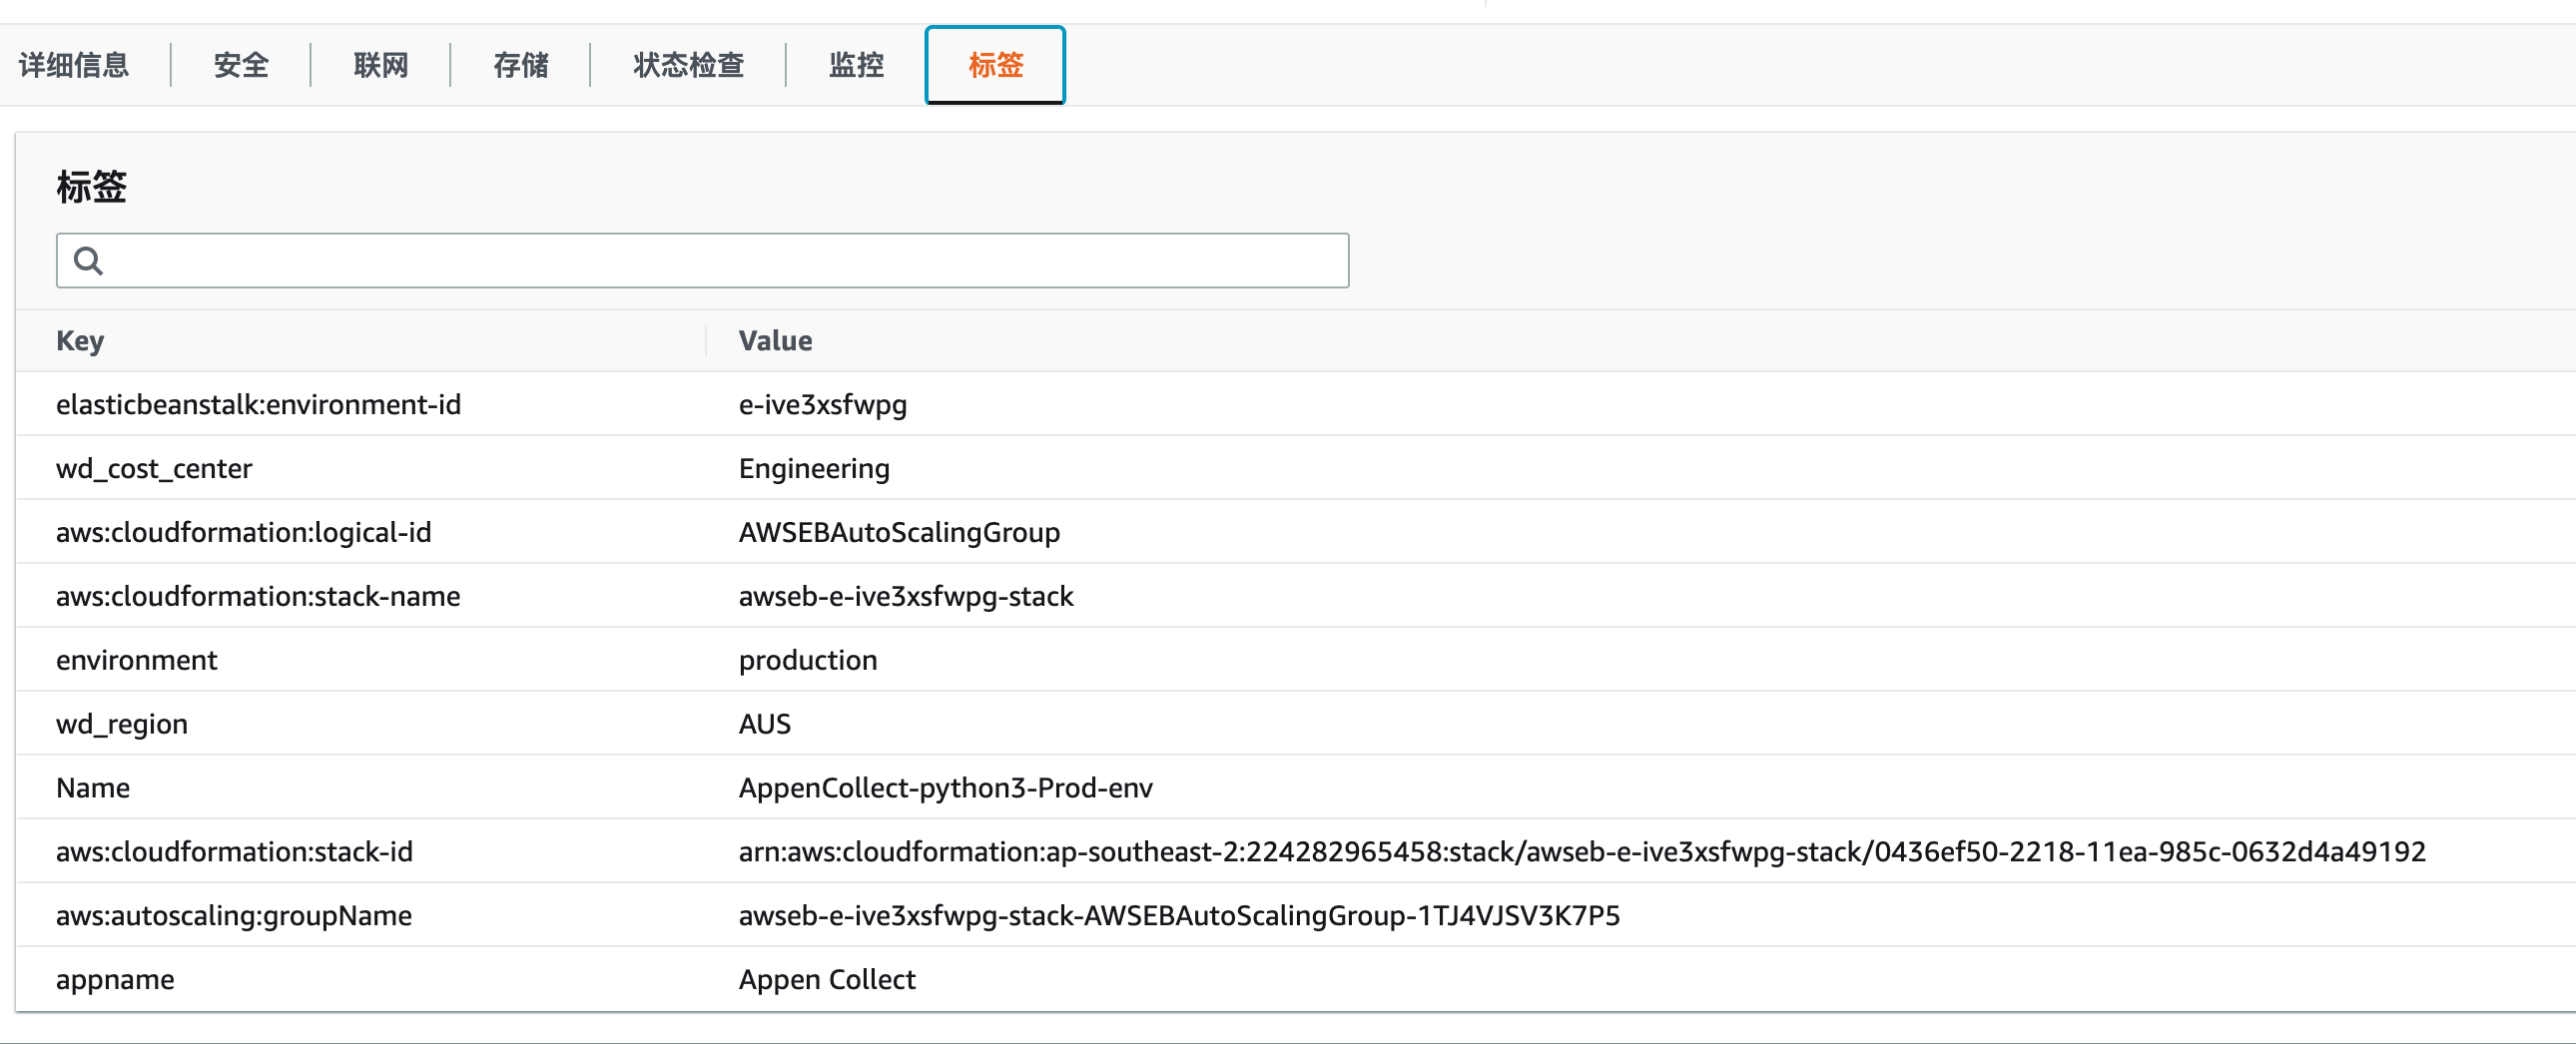 详细信息 安全 联网 存储 状态检查 监控 标签
标签
Key Value
elasticbeanstalk:environment-id e-ive3xsfwpg
wd_cost_center Engineering
aws:cloudformation:logical-id AWSEBAutoScalingGroup
aws:cloudformation:stack-name awseb-e-ive3xsfwpg-stack
environment production
wd_region AUS
Name AppenCollect-python3-Prod-env
aws:cloudformation:stack-id arn:aws:cloudformation:ap-southeast-2:224282965458:stack/awseb-e-ive3xsfwpg-stack/0436ef50-2218-11ea-985c-0632d4a49192
aws:autoscaling:groupName awseb-e-ive3xsfwpg-stack-AWSEBAutoScalingGroup-1TJ4VJSV3K7P5
appname Appen Collect